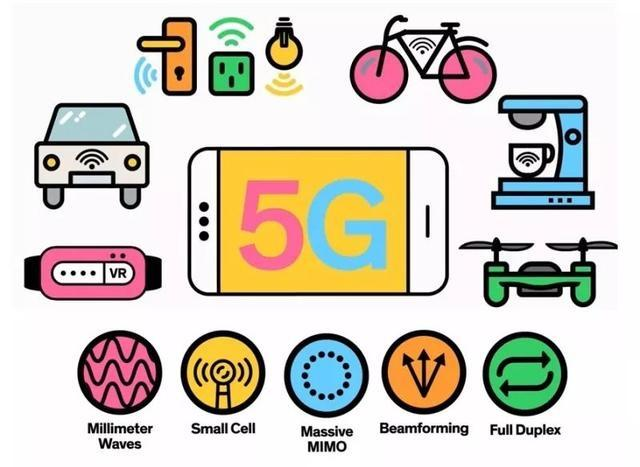 5G
VR
Millimeter
Waves
Small Cell
Massive
MIMO
Beamforming
Full Duplex